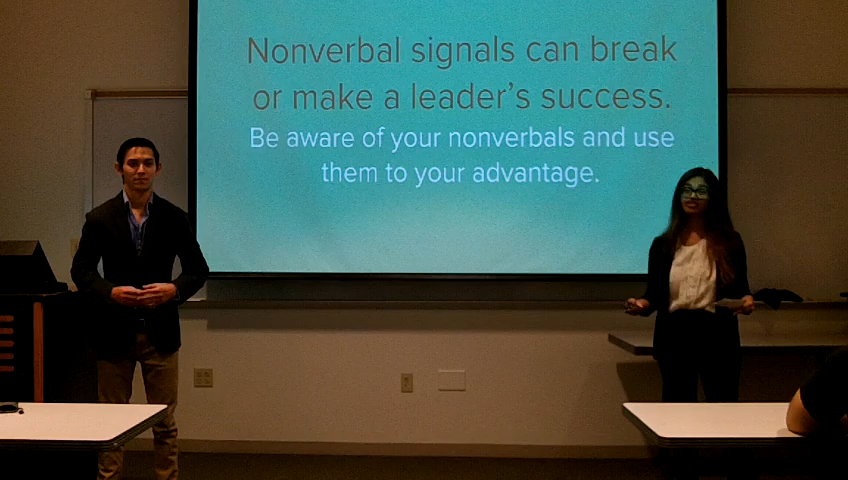 Nonverbal signals can break
or make a leader's success.
Be aware of your nonverbals and use
them to your advantage.